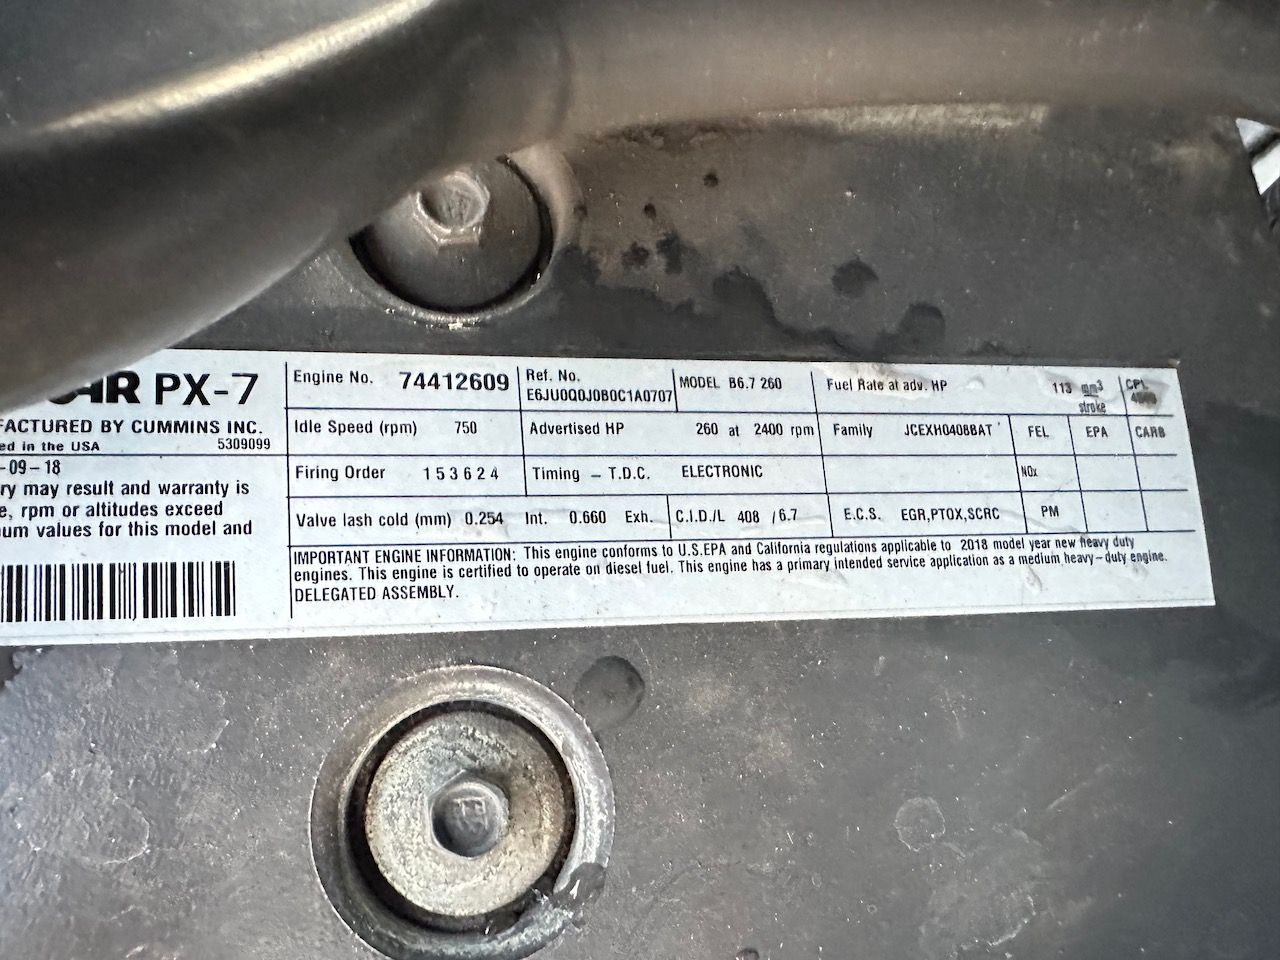 PX-7
FACTURED BY CUMMINS INC.
ed in the USA 5309099
-09-18
ry may result and warranty is
e, rpm or altitudes exceed
um values for this model and
Engine No. 74412609
Ref. No.
E6JU0Q0J0B0C1A0707
MODEL B6.7 260
Fuel Rate at adv. HP 113 mm³
stroke
CPL
Idle Speed (rpm) 750
Advertised HP 260 at 2400 rpm
Family JCEXH0408BAT
FEL EPA CARB
Firing Order 1 5 3 6 2 4
Timing - T.D.C. ELECTRONIC
NOx
Valve lash cold (mm) 0.254 Int. 0.660 Exh.
C.I.D./L 408 /6.7
E.C.S. EGR,PTOX,SCRC
PM
IMPORTANT ENGINE INFORMATION: This engine conforms to U.S.EPA and California regulations applicable to 2018 model year new heavy duty
engines. This engine is certified to operate on diesel fuel. This engine has a primary intended service application as a medium heavy-duty engine.
DELEGATED ASSEMBLY.